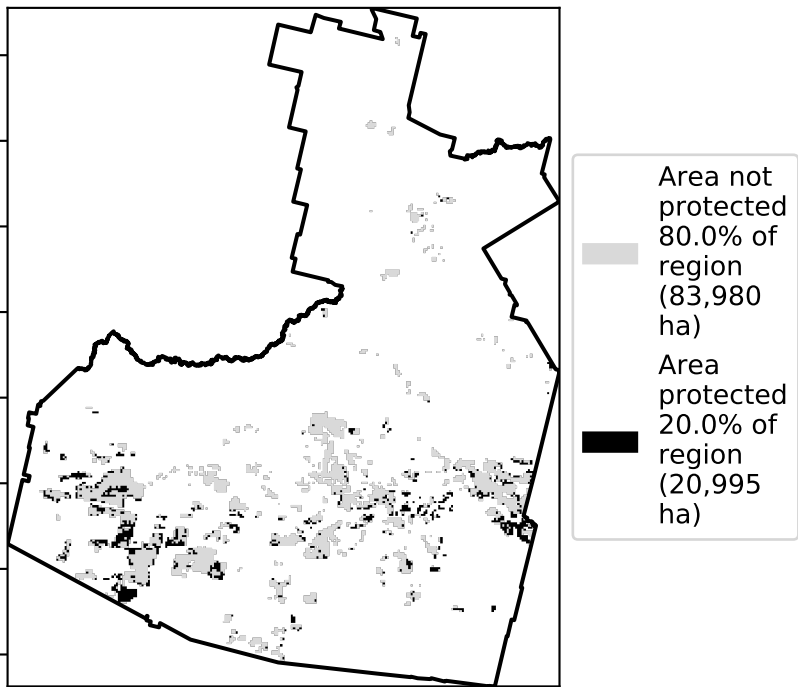 Area not
protected
80.0% of
region
(83,980
ha)
Area
protected
20.0% of
region
(20,995
ha)